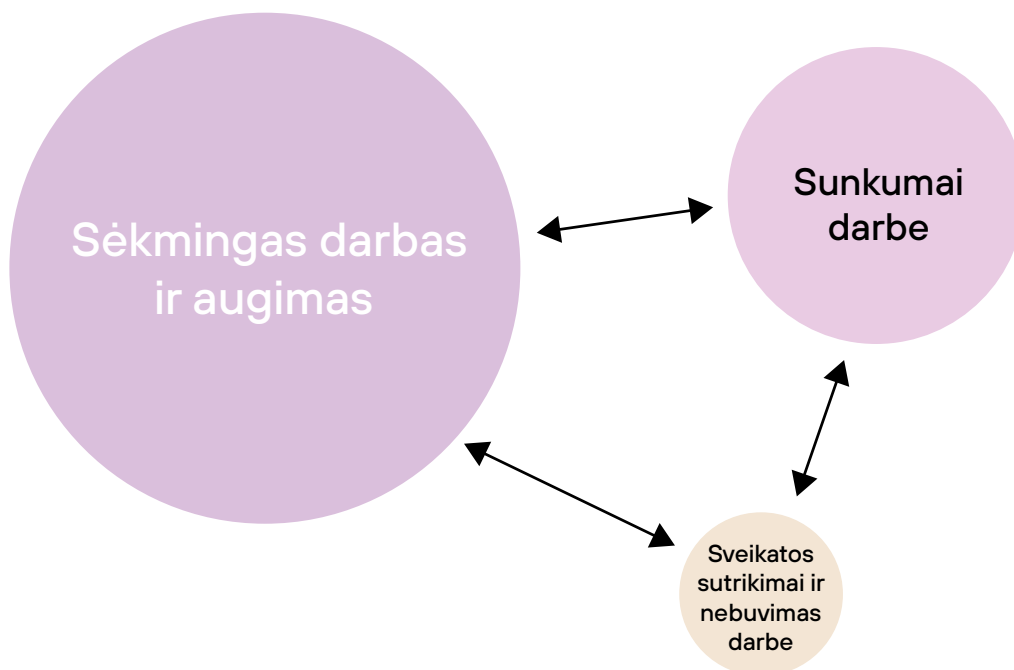 Sėkmingas darbas
ir augimas
Sunkumai
darbe
Sveikatos
sutrikimai ir
nebuvimas
darbe